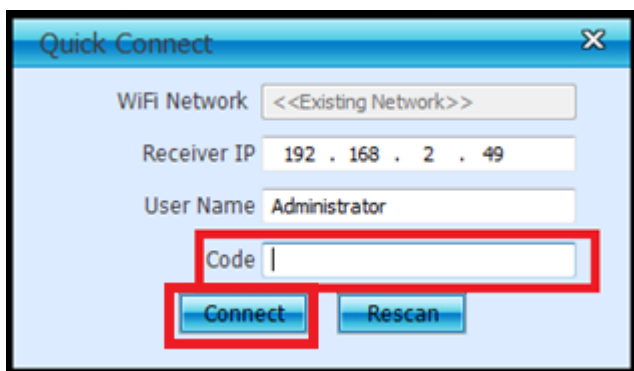 Quick Connect
WiFi Network <<Existing Network>>
Receiver IP 192 . 168 . 2 . 49
User Name Administrator
Code
Connect Rescan